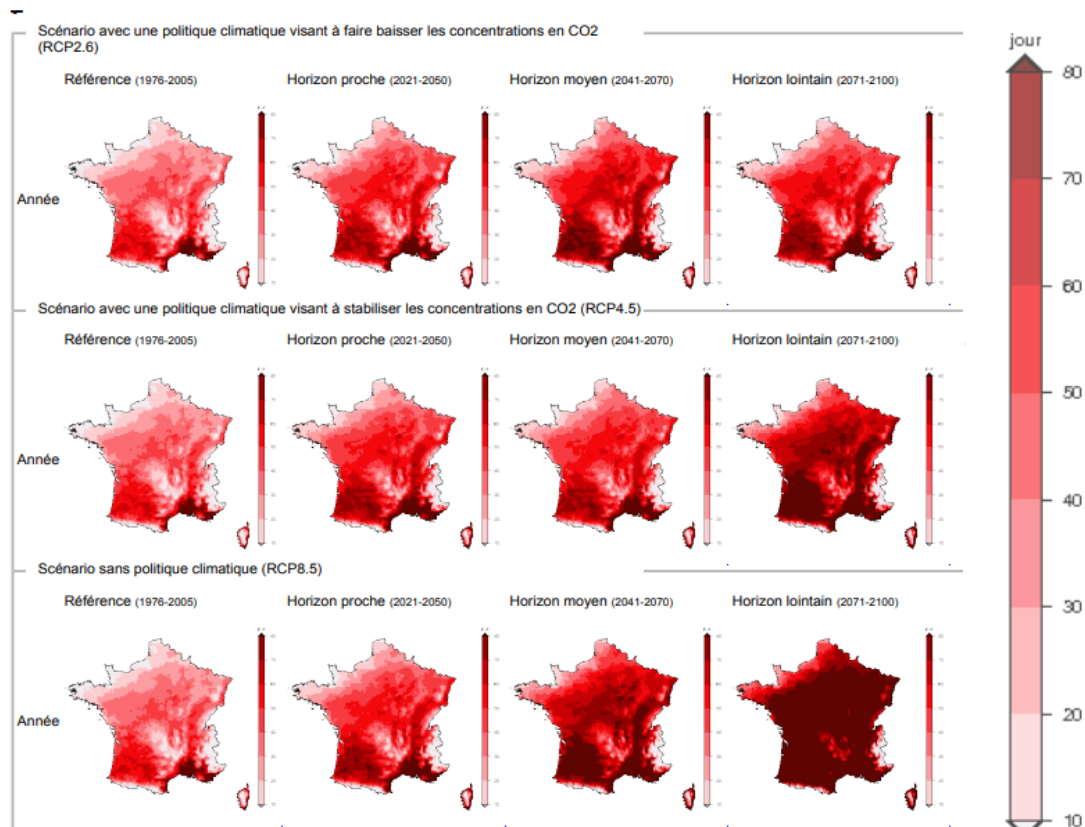 Scénario avec une politique climatique visant à faire baisser les concentrations en CO2
(RCP2.6)
Référence (1976-2005) Horizon proche (2021-2050) Horizon moyen (2041-2070) Horizon lointain (2071-2100)
Année
Scénario avec une politique climatique visant à stabiliser les concentrations en CO2 (RCP4.5)
Référence (1976-2005) Horizon proche (2021-2050) Horizon moyen (2041-2070) Horizon lointain (2071-2100)
Année
Scénario sans politique climatique (RCP8.5)
Référence (1976-2005) Horizon proche (2021-2050) Horizon moyen (2041-2070) Horizon lointain (2071-2100)
Année
jour
80
70
60
50
40
30
20
10